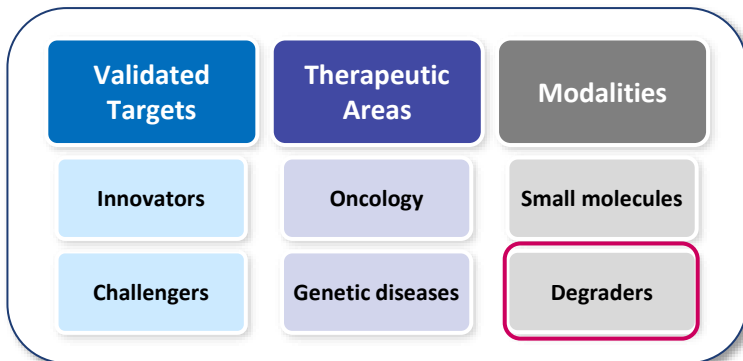 Validated
Targets
Therapeutic
Areas
Modalities
Innovators
Oncology
Small molecules
Challengers
Genetic diseases
Degraders